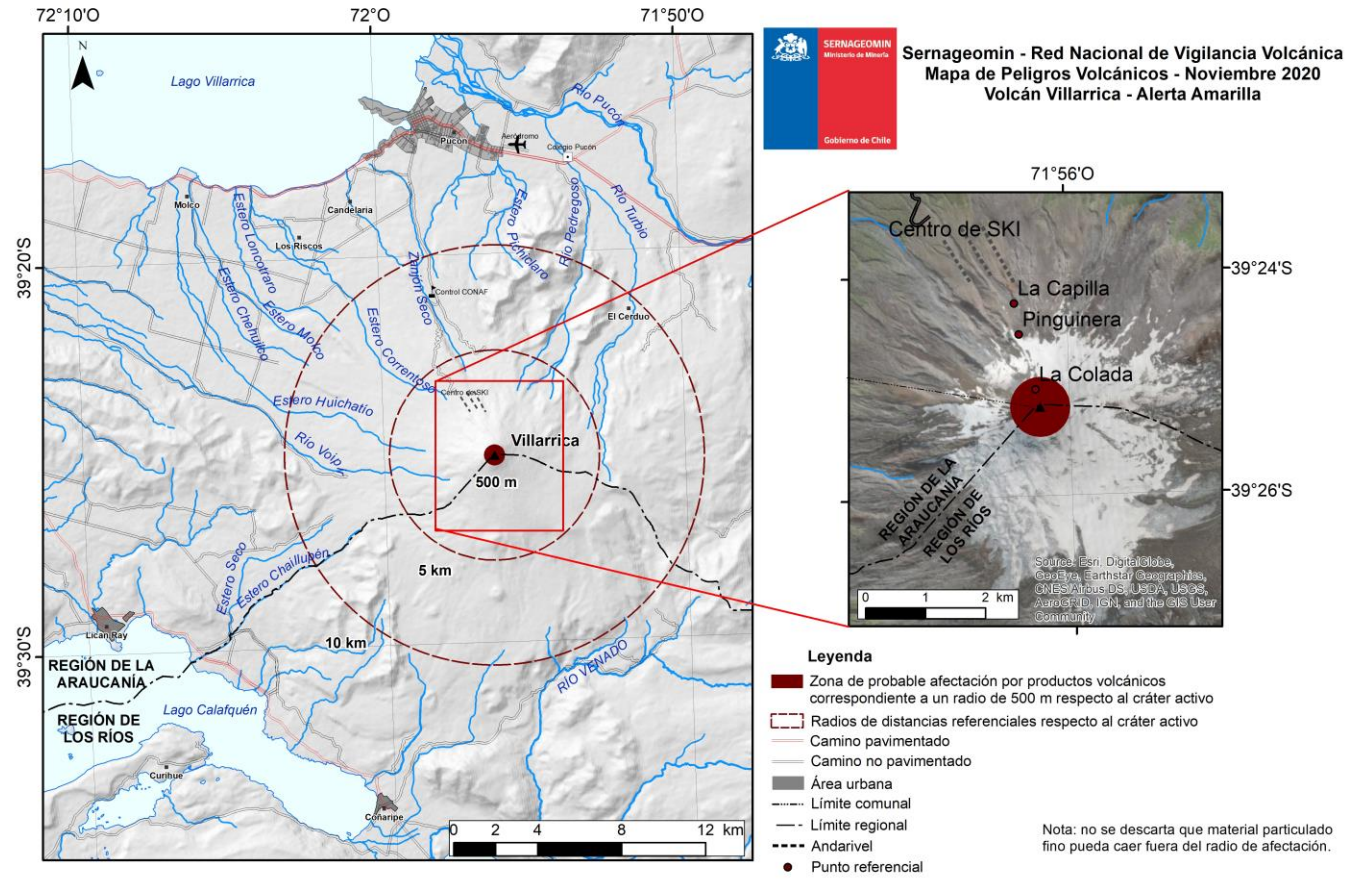 72°10'O
72°O
71°50'O
N
Lago Villarrica
Río Pucón
Aeródromo
Pucón
Colegio Pucón
Molco
Candelaria
Los Riscos
Estero Loncotraro
Estero Chehuilco
Estero Molco
Zanjón Seco
Estero Pichiclaro
Río Pedregoso
Río Turbio
39°20'S
Control CONAF
El Cerduo
Estero Correntoso
Centro de SKI
Estero Huichatío
Río Voipir
Villarrica
500 m
Estero Seco
Estero Chaillupén
5 km
10 km
Lican Ray
39°30'S
REGIÓN DE LA
ARAUCANÍA
REGIÓN DE
LOS RÍOS
RÍO VENADO
Lago Calafquén
Curihue
Coñaripe
0 2 4 8 12 km
SERNAGEOMIN
Ministerio de Minería
Gobierno de Chile
Sernageomin - Red Nacional de Vigilancia Volcánica
Mapa de Peligros Volcánicos - Noviembre 2020
Volcán Villarrica - Alerta Amarilla
71°56'O
Centro de SKI
39°24'S
La Capilla
Pinguinera
La Colada
39°26'S
REGIÓN DE LA
ARAUCANÍA
REGIÓN DE
LOS RÍOS
Source: Esri, DigitalGlobe,
GeoEye, Earthstar Geographics,
CNES/Airbus DS, USDA, USGS,
AeroGRID, IGN, and the GIS User
Community
0 1 2 km
Leyenda
Zona de probable afectación por productos volcánicos
correspondiente a un radio de 500 m respecto al cráter activo
Radios de distancias referenciales respecto al cráter activo
Camino pavimentado
Camino no pavimentado
Área urbana
Límite comunal
Límite regional
Andarivel
Punto referencial
Nota: no se descarta que material particulado
fino pueda caer fuera del radio de afectación.